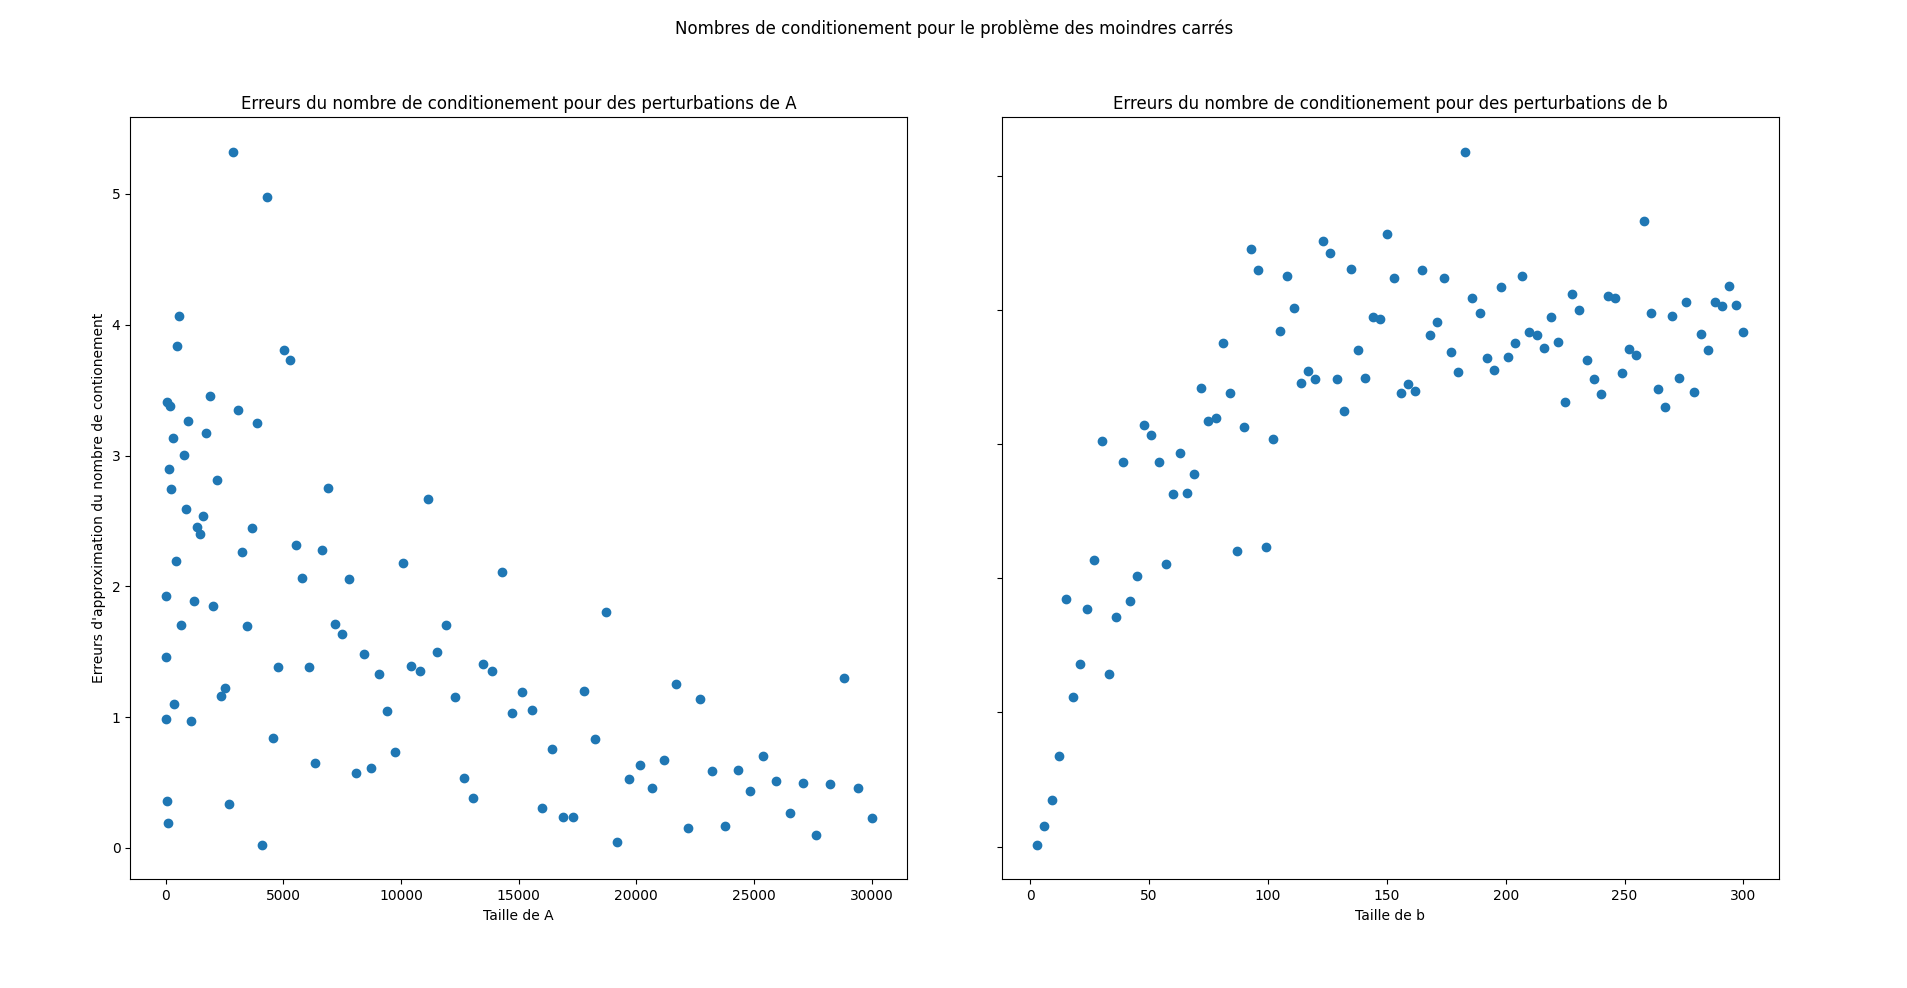 Nombres de conditionement pour le problème des moindres carrés
Erreurs du nombre de conditionement pour des perturbations de A
Erreurs d'approximation du nombre de contionement
5
4
3
2
1
0
0 5000 10000 15000 20000 25000 30000
Taille de A
Erreurs du nombre de conditionement pour des perturbations de b
0 50 100 150 200 250 300
Taille de b